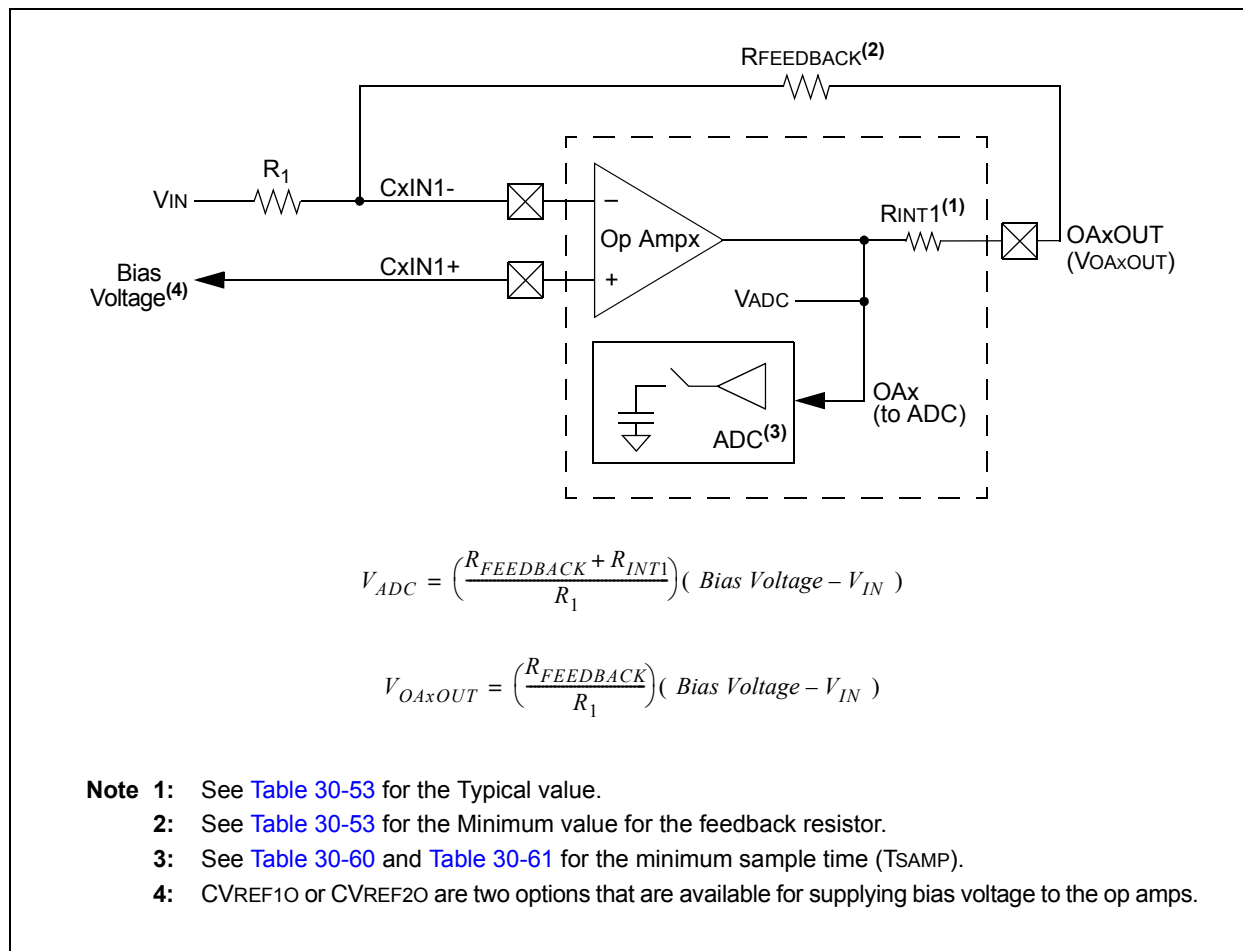 RFEEDBACK(2)
R1
VIN
CxIN1-
–
Op Ampx
RINT1(1)
OAxOUT
(VOAxOUT)
Bias
Voltage(4)
CxIN1+
+
VADC
OAx
(to ADC)
ADC(3)
VADC = ((RFEEDBACK + RINT1)/R1)( Bias Voltage – VIN )
VOAxOUT = (RFEEDBACK/R1)( Bias Voltage – VIN )
Note 1: See Table 30-53 for the Typical value.
2: See Table 30-53 for the Minimum value for the feedback resistor.
3: See Table 30-60 and Table 30-61 for the minimum sample time (TSAMP).
4: CVREF1O or CVREF2O are two options that are available for supplying bias voltage to the op amps.